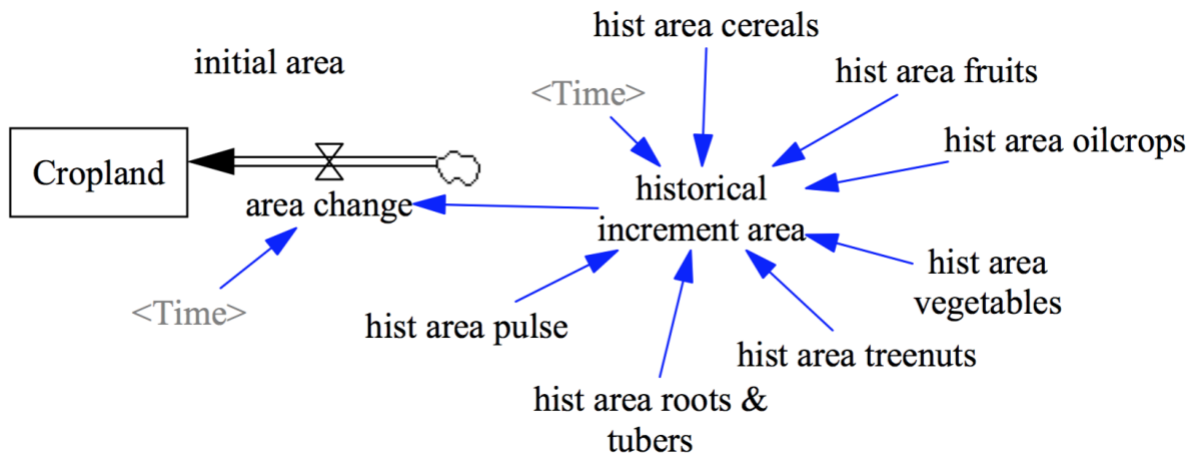 hist area cereals
initial area
hist area fruits
<Time>
hist area oilcrops
Cropland
historical
increment area
area change
hist area
vegetables
<Time>
hist area pulse
hist area treenuts
hist area roots &
tubers